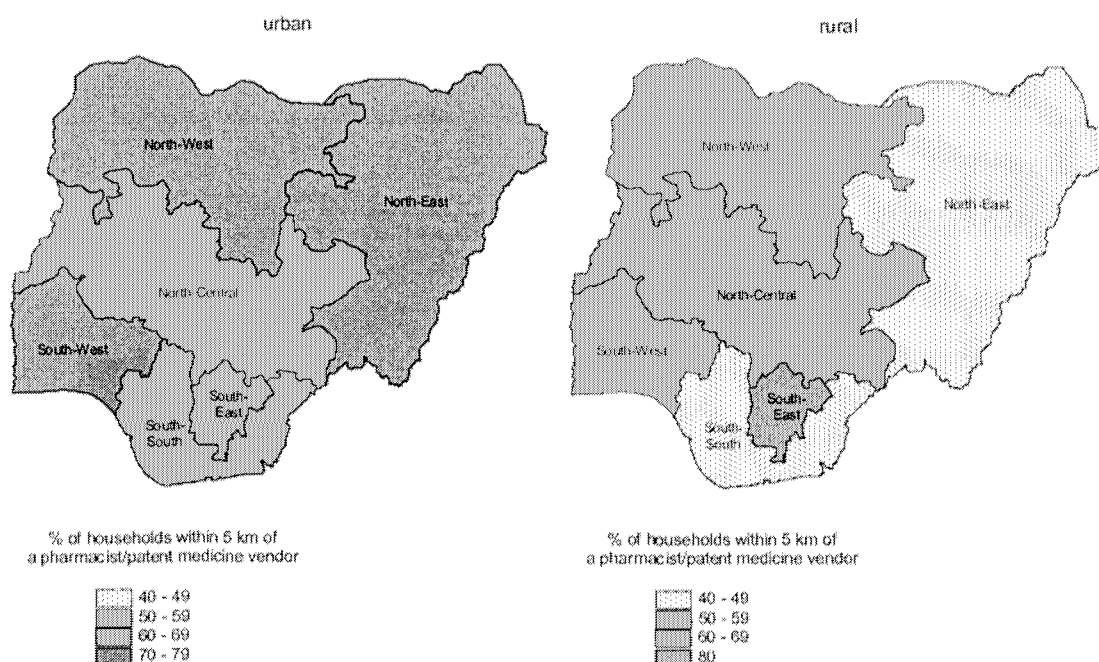 urban
North-West
North-East
North-Central
South-West
South-
East
South-
South
% of households within 5 km of
a pharmacist/patent medicine vendor
40 - 49
50 - 59
60 - 69
70 - 79
rural
North-West
North-East
North-Central
South-West
South-
East
South-
South
% of households within 5 km of
a pharmacist/patent medicine vendor
40 - 49
50 - 59
60 - 69
80